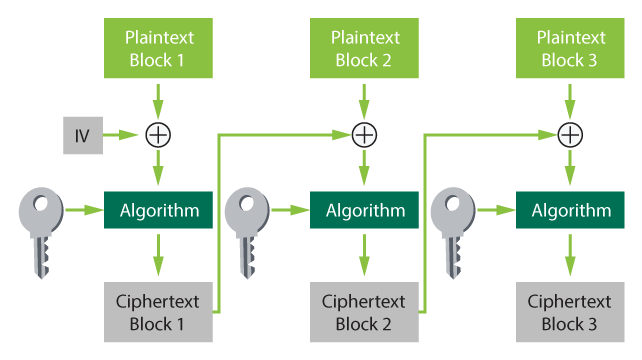 Plaintext
Block 1
Plaintext
Block 2
Plaintext
Block 3
IV
Algorithm
Algorithm
Algorithm
Ciphertext
Block 1
Ciphertext
Block 2
Ciphertext
Block 3